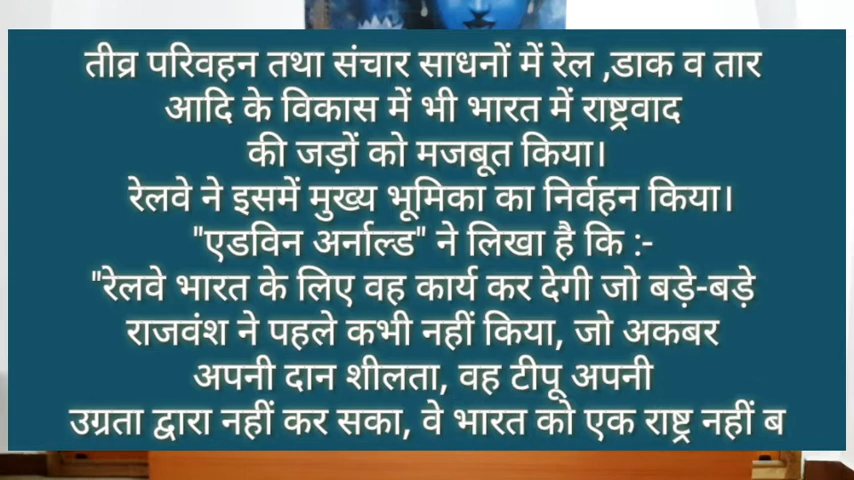 तीव्र परिवहन तथा संचार साधनों में रेल ,डाक व तार
आदि के विकास में भी भारत में राष्ट्रवाद
की जड़ों को मजबूत किया।
रेलवे ने इसमें मुख्य भूमिका का निर्वहन किया।
"एडविन अर्नाल्ड" ने लिखा है कि :-
"रेलवे भारत के लिए वह कार्य कर देगी जो बड़े-बड़े
राजवंश ने पहले कभी नहीं किया, जो अकबर
अपनी दान शीलता, वह टीपू अपनी
उग्रता द्वारा नहीं कर सका, वे भारत को एक राष्ट्र नहीं ब